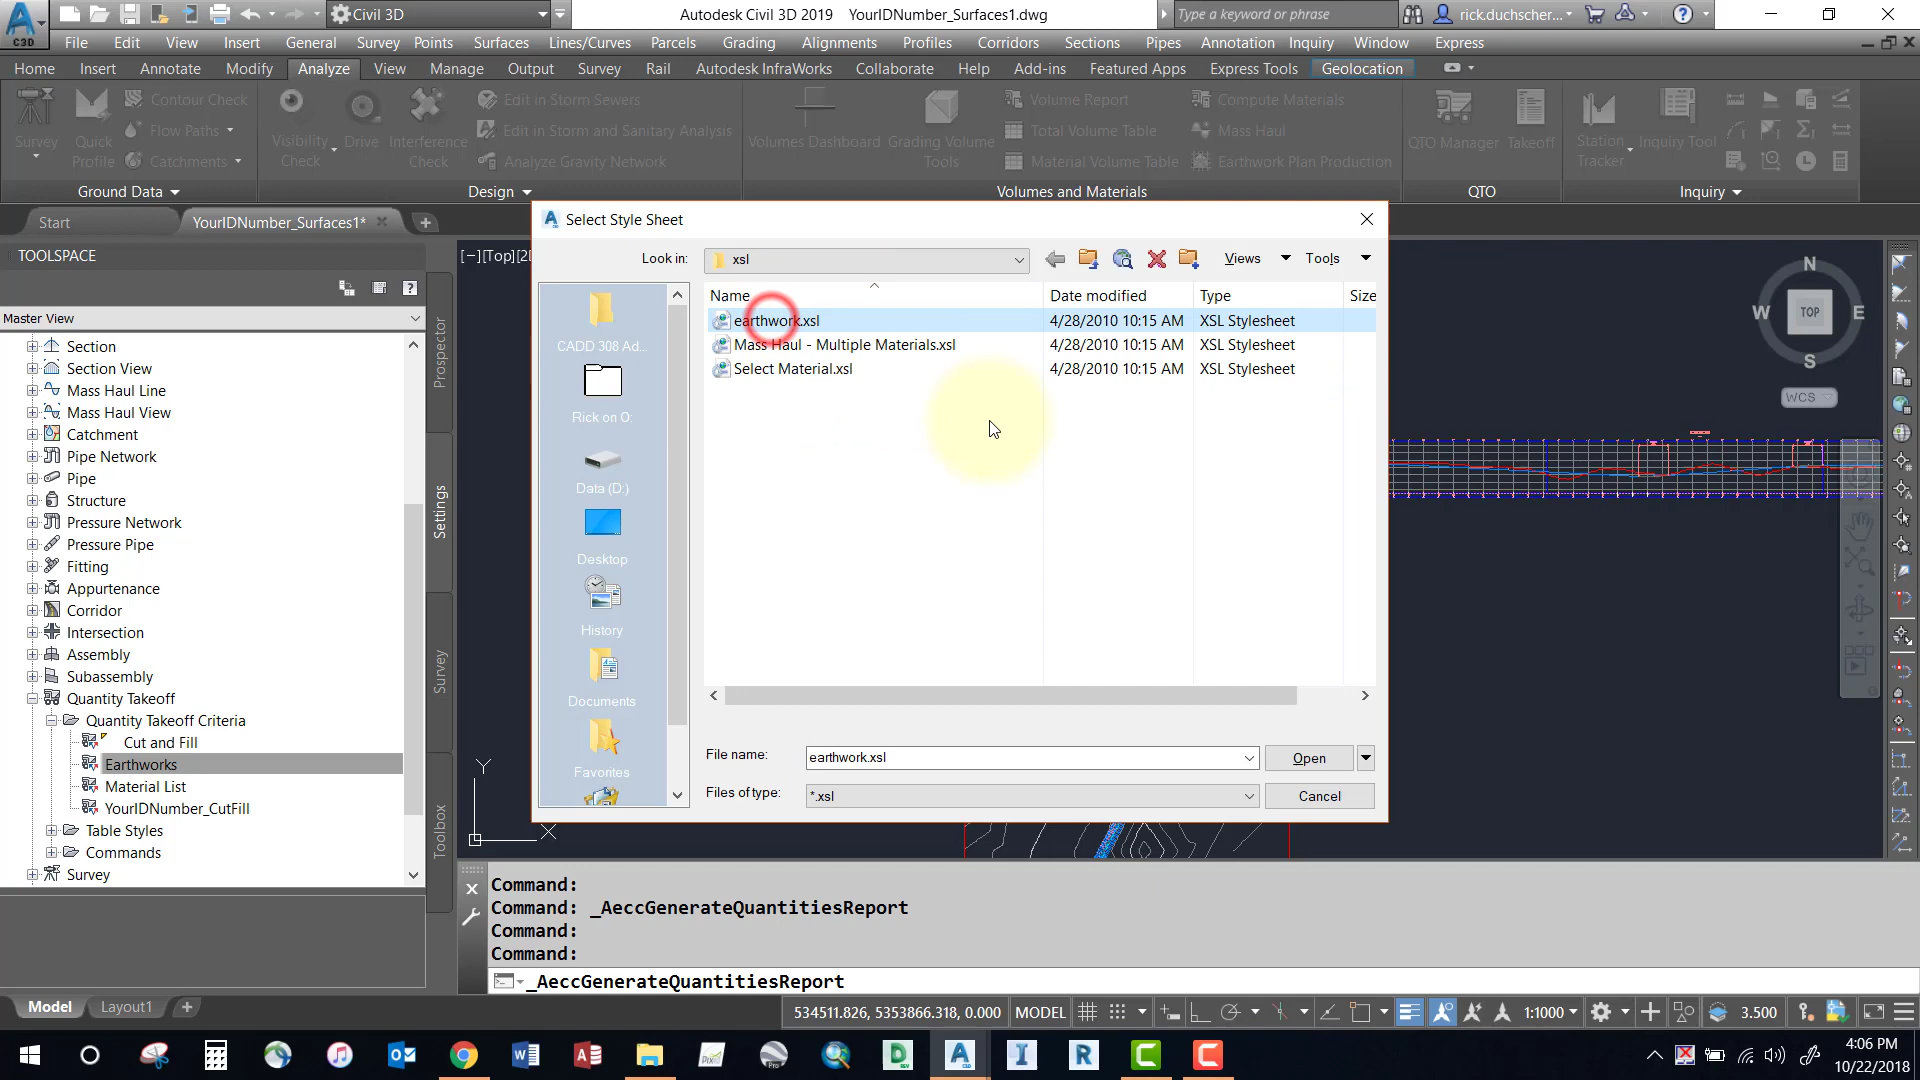 Civil 3D
Autodesk Civil 3D 2019 YourIDNumber_Surfaces1.dwg
Type a keyword or phrase
rick.duchscher...
C3D
File Edit View Insert General Survey Points Surfaces Lines/Curves Parcels Grading Alignments Profiles Corridors Sections Pipes Annotation Inquiry Window Express
Home Insert Annotate Modify Analyze View Manage Output Survey Rail Autodesk InfraWorks Collaborate Help Add-ins Featured Apps Express Tools Geolocation
Contour Check
Flow Paths
Catchments
Survey
Quick
Profile
Visibility
Check
Drive
Interference
Check
Edit in Storm Sewers
Edit in Storm and Sanitary Analysis
Analyze Gravity Network
Volumes Dashboard
Grading Volume
Tools
Volume Report
Total Volume Table
Material Volume Table
Compute Materials
Mass Haul
Earthwork Plan Production
QTO Manager
Takeoff
Station
Tracker
Inquiry Tool
Ground Data
Design
Volumes and Materials
QTO
Inquiry
Start
YourIDNumber_Surfaces1*
TOOLSPACE
Master View
Section
Section View
Mass Haul Line
Mass Haul View
Catchment
Pipe Network
Pipe
Structure
Pressure Network
Pressure Pipe
Fitting
Appurtenance
Corridor
Intersection
Assembly
Subassembly
Quantity Takeoff
Quantity Takeoff Criteria
Cut and Fill
Earthworks
Material List
YourIDNumber_CutFill
Table Styles
Commands
Survey
Prospector
Settings
Survey
Toolbox
[−][Top][2D
Select Style Sheet
Look in:
xsl
Views
Tools
Name
Date modified
Type
Size
earthwork.xsl 4/28/2010 10:15 AM XSL Stylesheet
Mass Haul - Multiple Materials.xsl 4/28/2010 10:15 AM XSL Stylesheet
Select Material.xsl 4/28/2010 10:15 AM XSL Stylesheet
CADD 308 Ad...
Rick on O:
Data (D:)
Desktop
History
Documents
Favorites
File name:
earthwork.xsl
Open
Files of type:
*.xsl
Cancel
N
W
TOP
E
S
WCS
Y
X
Command:
Command: _AeccGenerateQuantitiesReport
Command:
Command:
_AeccGenerateQuantitiesReport
Model
Layout1
534511.826, 5353866.318, 0.000
MODEL
1:1000
3.500
4:06 PM
10/22/2018